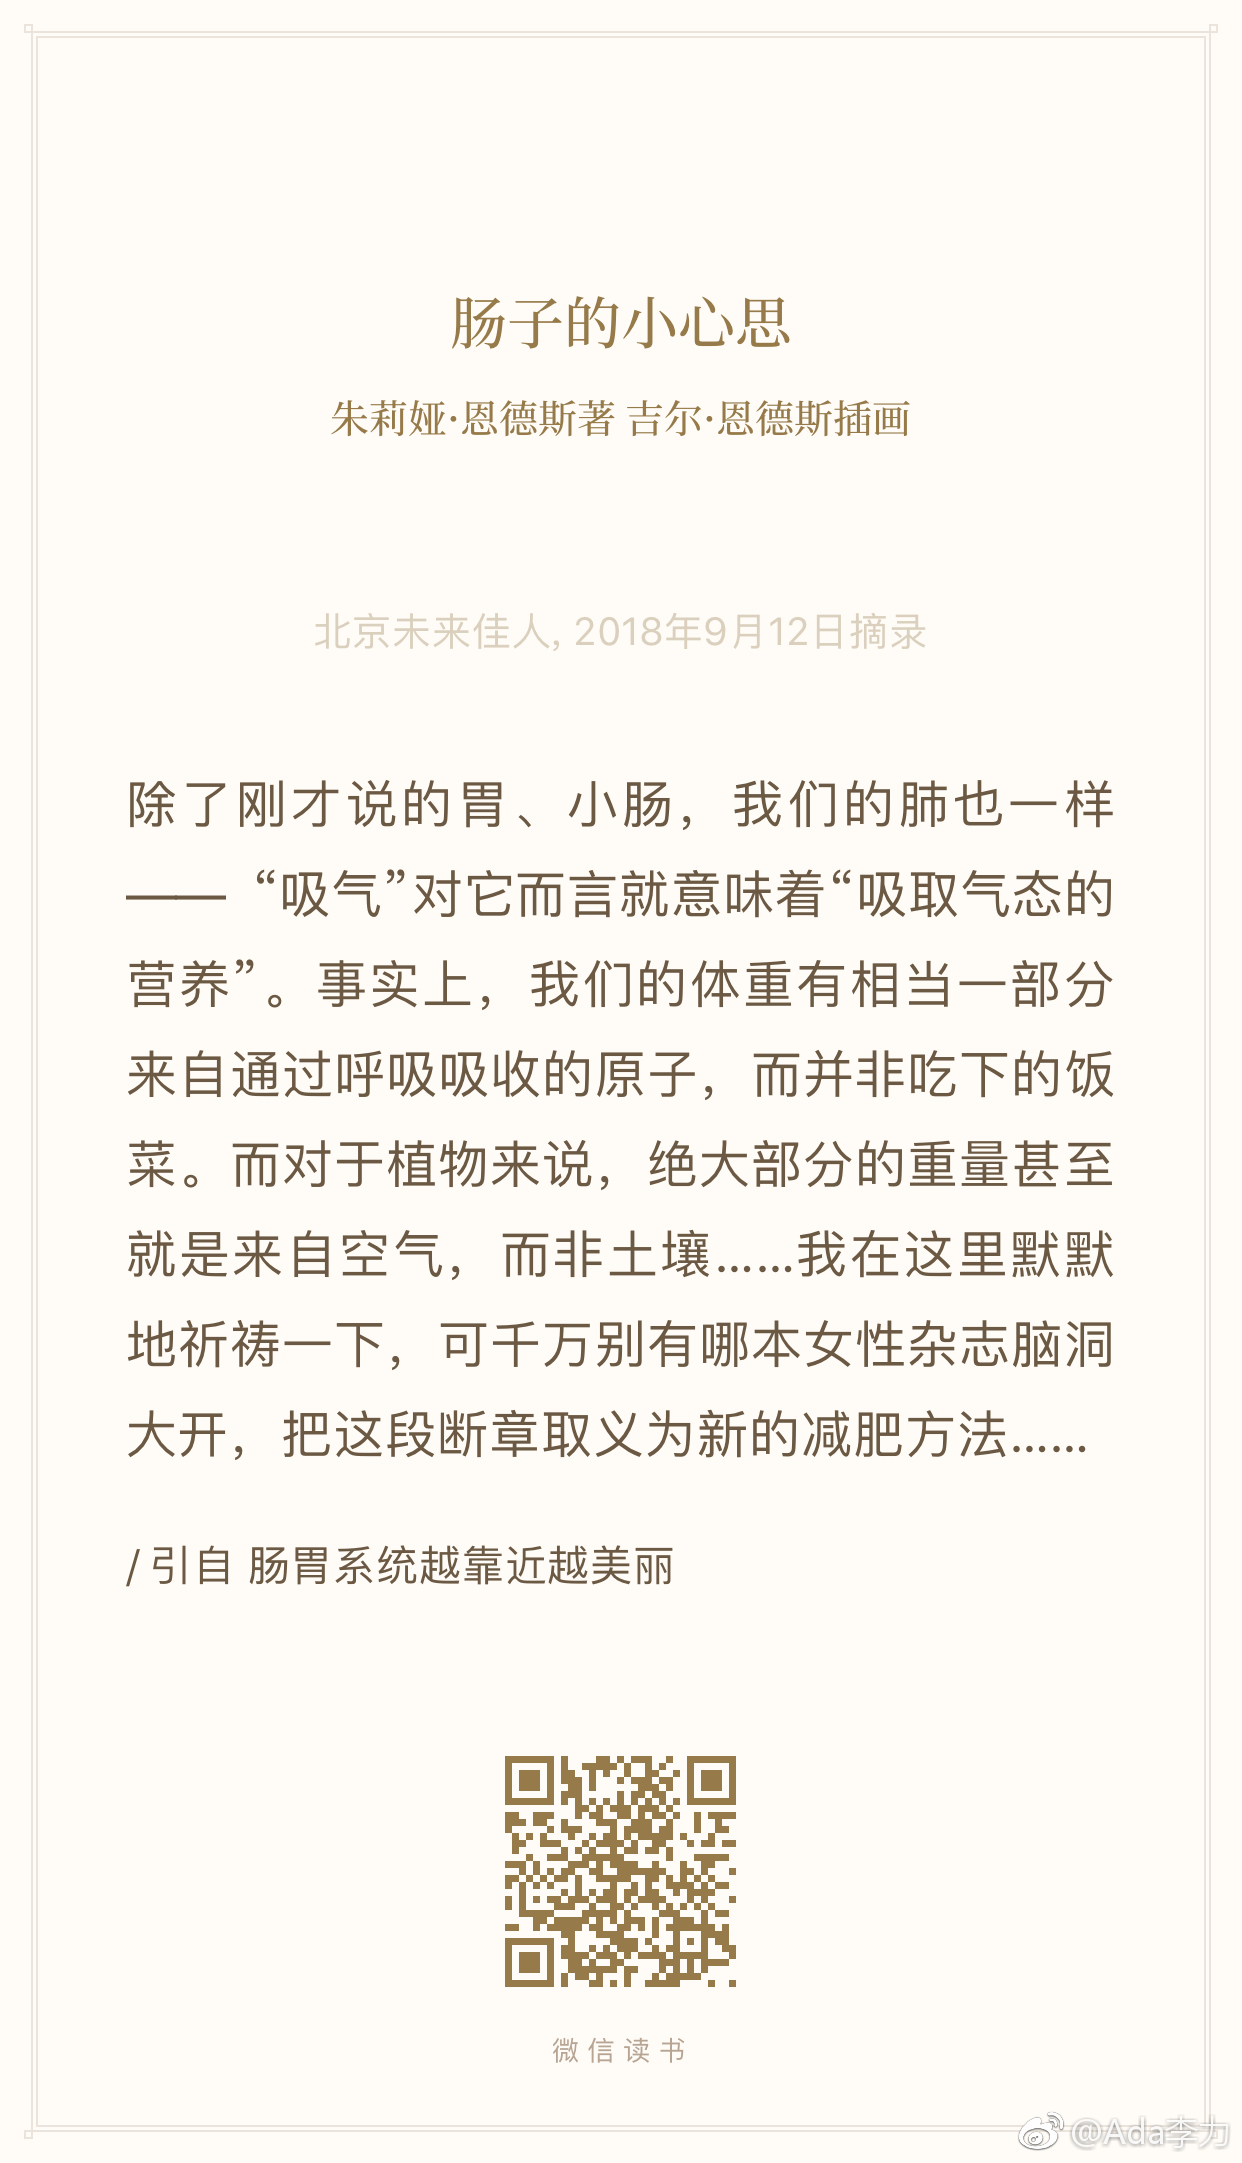 肠子的小心思
朱莉娅·恩德斯著 吉尔·恩德斯插画
北京未来佳人, 2018年9月12日摘录
除了刚才说的胃、小肠，我们的肺也一样
—— “吸气”对它而言就意味着“吸取气态的
营养”。事实上，我们的体重有相当一部分
来自通过呼吸吸收的原子，而并非吃下的饭
菜。而对于植物来说，绝大部分的重量甚至
就是来自空气，而非土壤……我在这里默默
地祈祷一下，可千万别有哪本女性杂志脑洞
大开，把这段断章取义为新的减肥方法……
/ 引自 肠胃系统越靠近越美丽
微信读书
@Ada李力